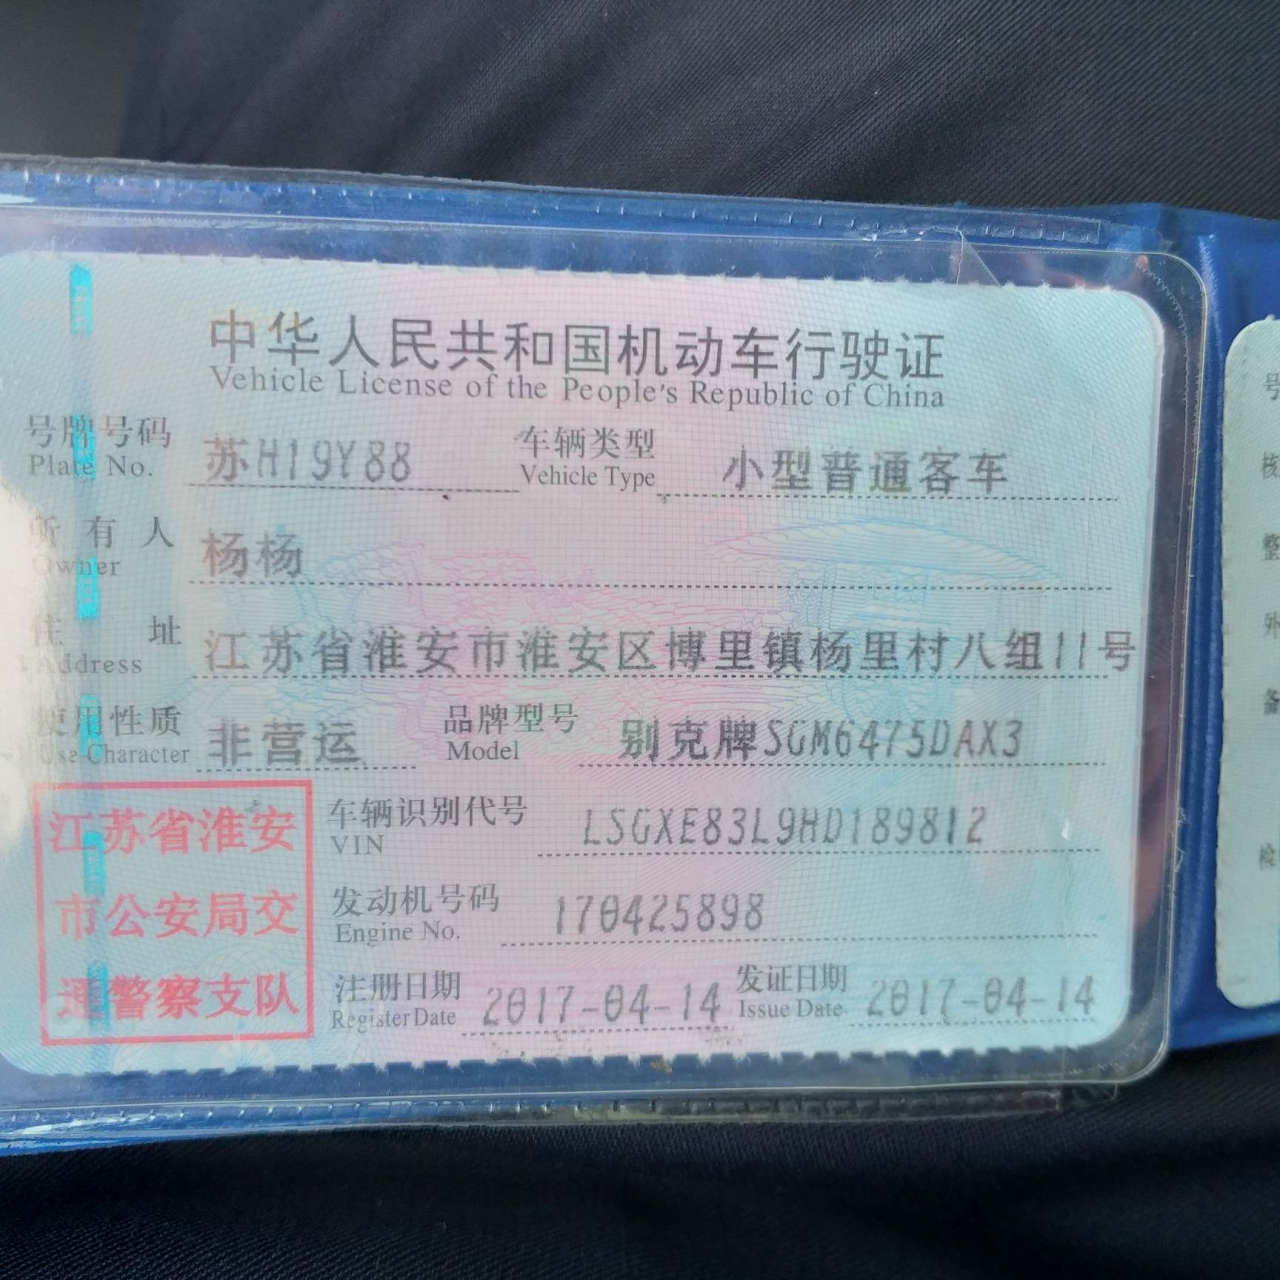 中华人民共和国机动车行驶证
Vehicle License of the People's Republic of China
号牌号码 苏H19Y88 车辆类型 小型普通客车
Plate No. Vehicle Type
所有人 杨杨
Owner
住址 江苏省淮安市淮安区博里镇杨里村八组11号
Address
使用性质 非营运 品牌型号 别克牌SGM6475DAX3
Use Character Model
江苏省淮安
市公安局交
通警察支队
车辆识别代号 LSGXE83L9HD189812
VIN
发动机号码 170425898
Engine No.
注册日期 2017-04-14 发证日期 2017-04-14
Register Date Issue Date
号
核
整
外
备
检